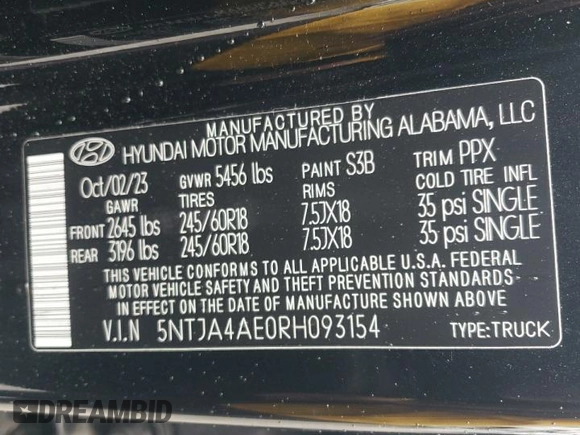 MANUFACTURED BY
HYUNDAI MOTOR MANUFACTURING ALABAMA, LLC
Oct/02/23 GVWR 5456 lbs PAINT S3B TRIM PPX
GAWR TIRES RIMS COLD TIRE INFL
FRONT 2645 lbs 245/60R18 7.5JX18 35 psi SINGLE
REAR 3196 lbs 245/60R18 7.5JX18 35 psi SINGLE
THIS VEHICLE CONFORMS TO ALL APPLICABLE U.S.A. FEDERAL
MOTOR VEHICLE SAFETY AND THEFT PREVENTION STANDARDS
IN EFFECT ON THE DATE OF MANUFACTURE SHOWN ABOVE
V.I.N 5NTJA4AE0RH093154 TYPE:TRUCK
DREAMBID